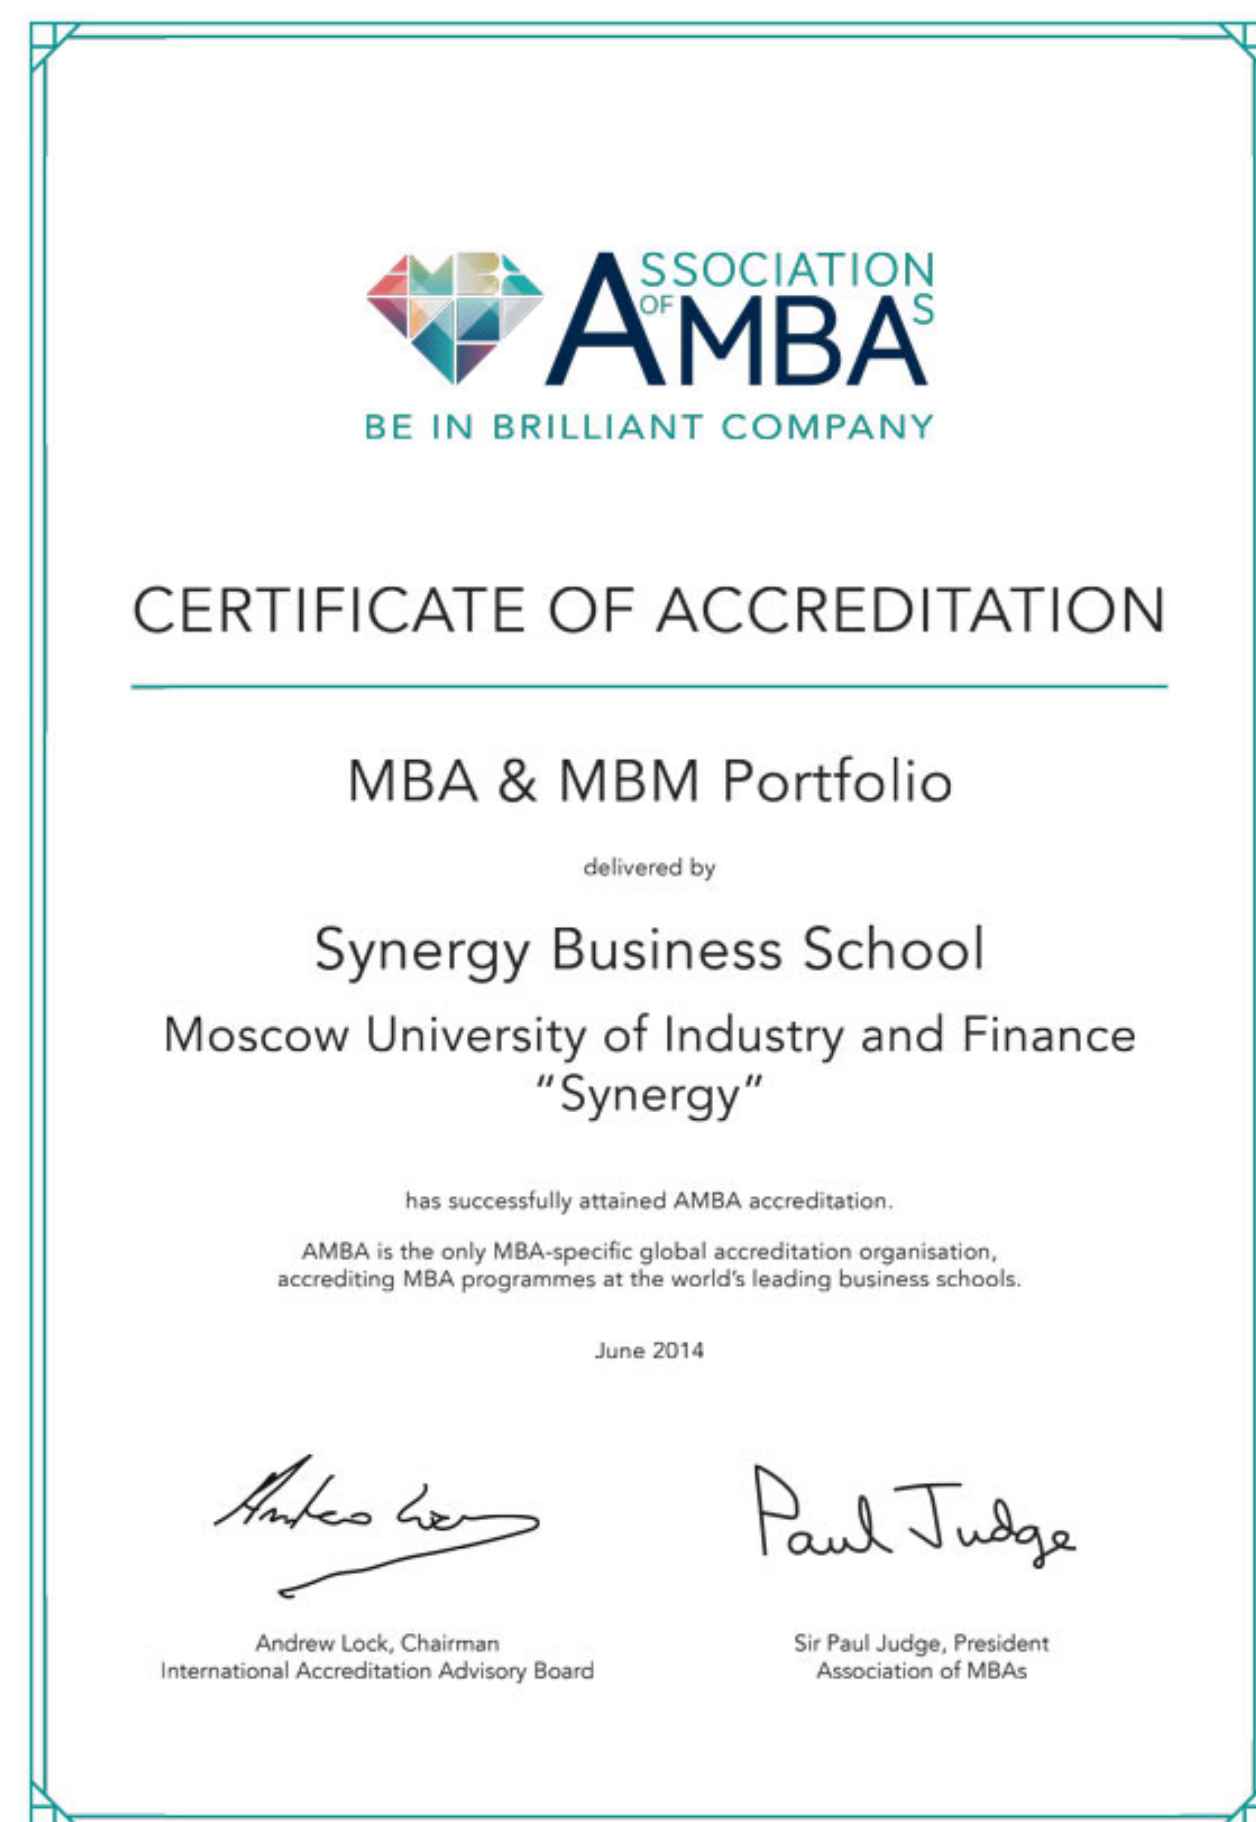 ASSOCIATION
OF AMBAs
BE IN BRILLIANT COMPANY
CERTIFICATE OF ACCREDITATION
MBA & MBM Portfolio
delivered by
Synergy Business School
Moscow University of Industry and Finance
“Synergy”
has successfully attained AMBA accreditation.
AMBA is the only MBA-specific global accreditation organisation,
accrediting MBA programmes at the world’s leading business schools.
June 2014
Paul Judge
Andrew Lock, Chairman
International Accreditation Advisory Board
Sir Paul Judge, President
Association of MBAs